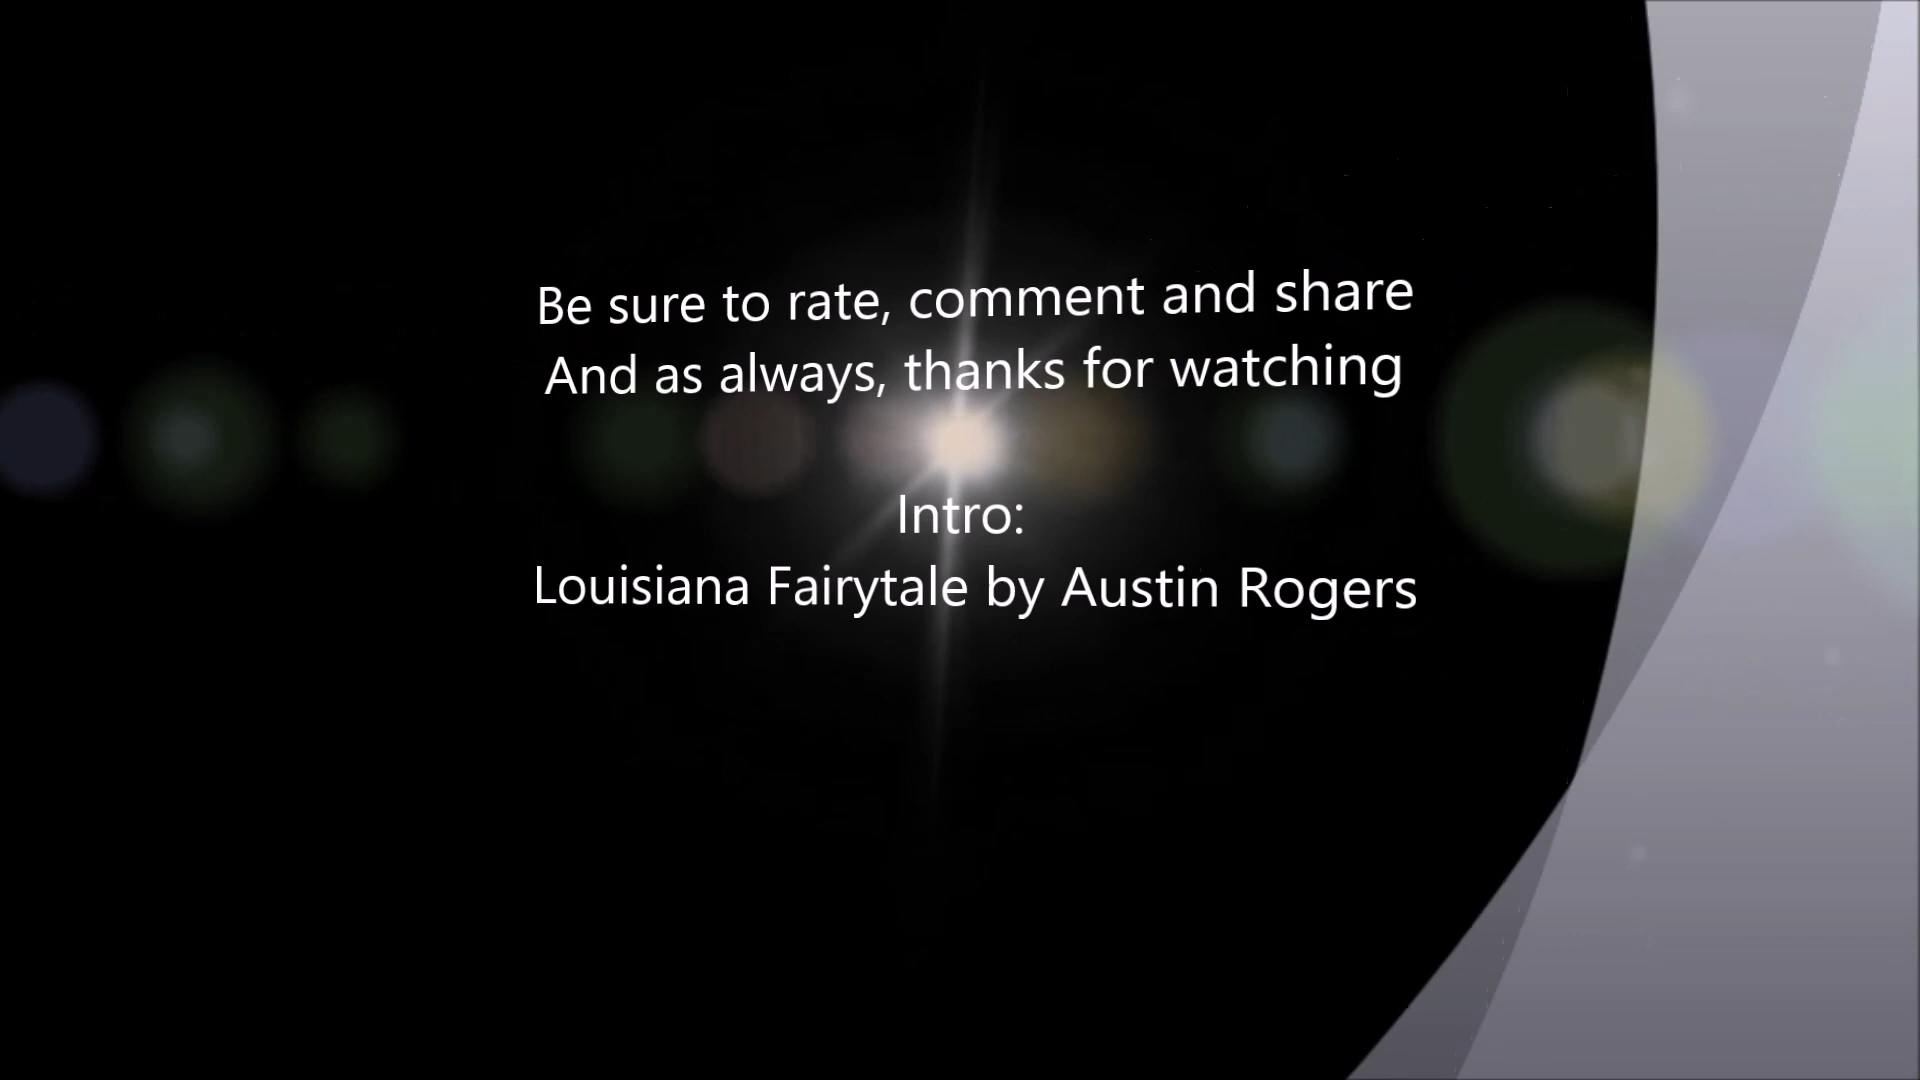 Be sure to rate, comment and share
And as always, thanks for watching
Intro:
Louisiana Fairytale by Austin Rogers